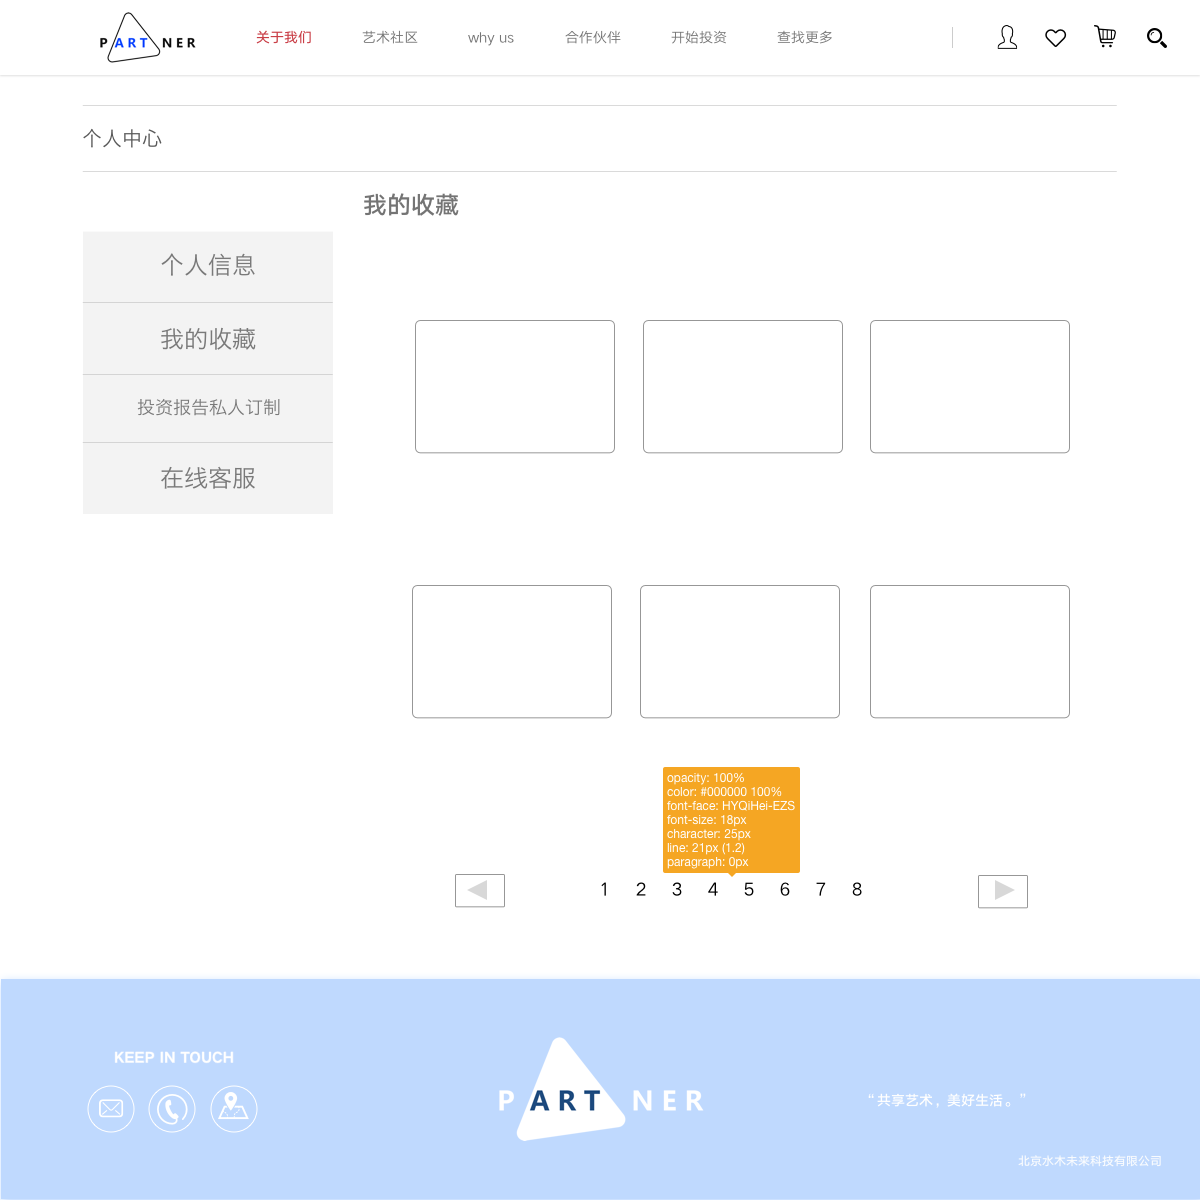 PARTNER
关于我们 艺术社区 why us 合作伙伴 开始投资 查找更多
个人中心
我的收藏
个人信息
我的收藏
投资报告私人订制
在线客服
opacity: 100%
color: #000000 100%
font-face: HYQiHei-EZS
font-size: 18px
character: 25px
line: 21px (1.2)
paragraph: 0px
1 2 3 4 5 6 7 8
KEEP IN TOUCH
PARTNER
“共享艺术，美好生活。”
北京水木未來科技有限公司